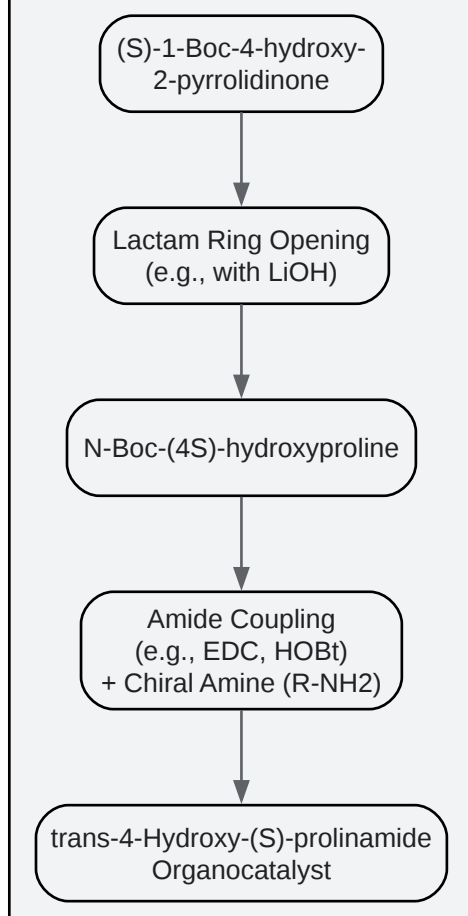 (S)-1-Boc-4-hydroxy-
2-pyrrolidinone
Lactam Ring Opening
(e.g., with LiOH)
N-Boc-(4S)-hydroxyproline
Amide Coupling
(e.g., EDC, HOBt)
+ Chiral Amine (R-NH2)
trans-4-Hydroxy-(S)-prolinamide
Organocatalyst